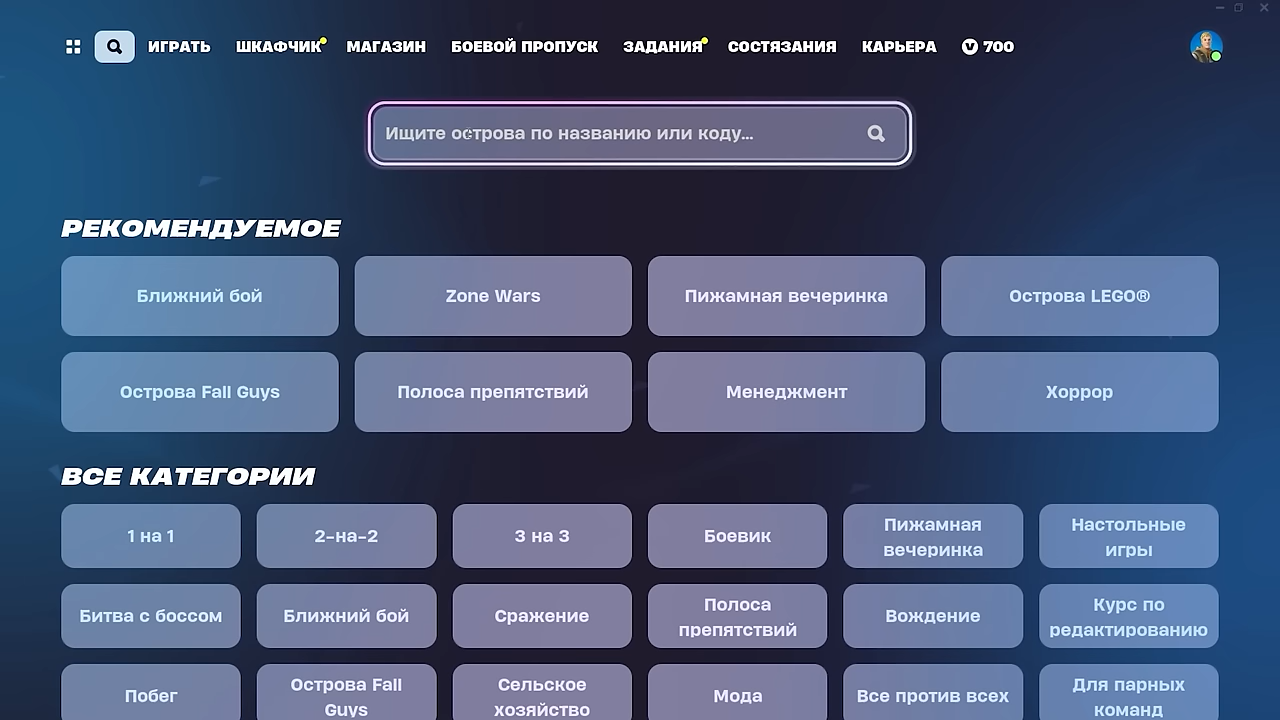 ИГРАТЬ ШКАФЧИК МАГАЗИН БОЕВОЙ ПРОПУСК ЗАДАНИЯ СОСТЯЗАНИЯ КАРЬЕРА V 700
Ищите острова по названию или коду...
РЕКОМЕНДУЕМОЕ
Ближний бой Zone Wars Пижамная вечеринка Острова LEGO®
Острова Fall Guys Полоса препятствий Менеджмент Хоррор
ВСЕ КАТЕГОРИИ
1 на 1 2-на-2 3 на 3 Боевик Пижамная вечеринка Настольные игры
Битва с боссом Ближний бой Сражение Полоса препятствий Вождение Курс по редактированию
Побег Острова Fall Guys Сельское хозяйство Мода Все против всех Для парных команд